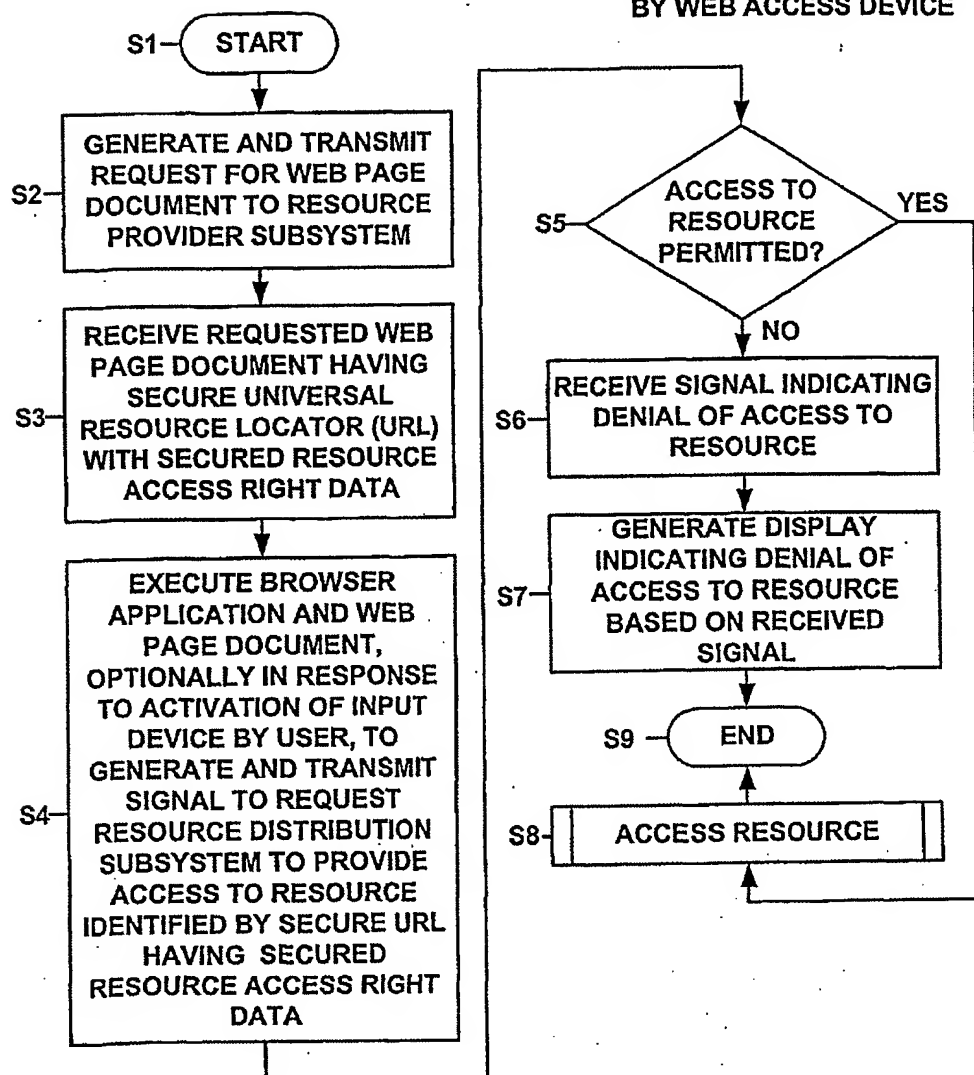 BY WEB ACCESS DEVICE
S1
START
S2
GENERATE AND TRANSMIT
REQUEST FOR WEB PAGE
DOCUMENT TO RESOURCE
PROVIDER SUBSYSTEM
S3
RECEIVE REQUESTED WEB
PAGE DOCUMENT HAVING
SECURE UNIVERSAL
RESOURCE LOCATOR (URL)
WITH SECURED RESOURCE
ACCESS RIGHT DATA
S4
EXECUTE BROWSER
APPLICATION AND WEB
PAGE DOCUMENT,
OPTIONALLY IN RESPONSE
TO ACTIVATION OF INPUT
DEVICE BY USER, TO
GENERATE AND TRANSMIT
SIGNAL TO REQUEST
RESOURCE DISTRIBUTION
SUBSYSTEM TO PROVIDE
ACCESS TO RESOURCE
IDENTIFIED BY SECURE URL
HAVING SECURED
RESOURCE ACCESS RIGHT
DATA
S5
ACCESS TO
RESOURCE
PERMITTED?
YES
NO
S6
RECEIVE SIGNAL INDICATING
DENIAL OF ACCESS TO
RESOURCE
S7
GENERATE DISPLAY
INDICATING DENIAL OF
ACCESS TO RESOURCE
BASED ON RECEIVED
SIGNAL
S9
END
S8
ACCESS RESOURCE